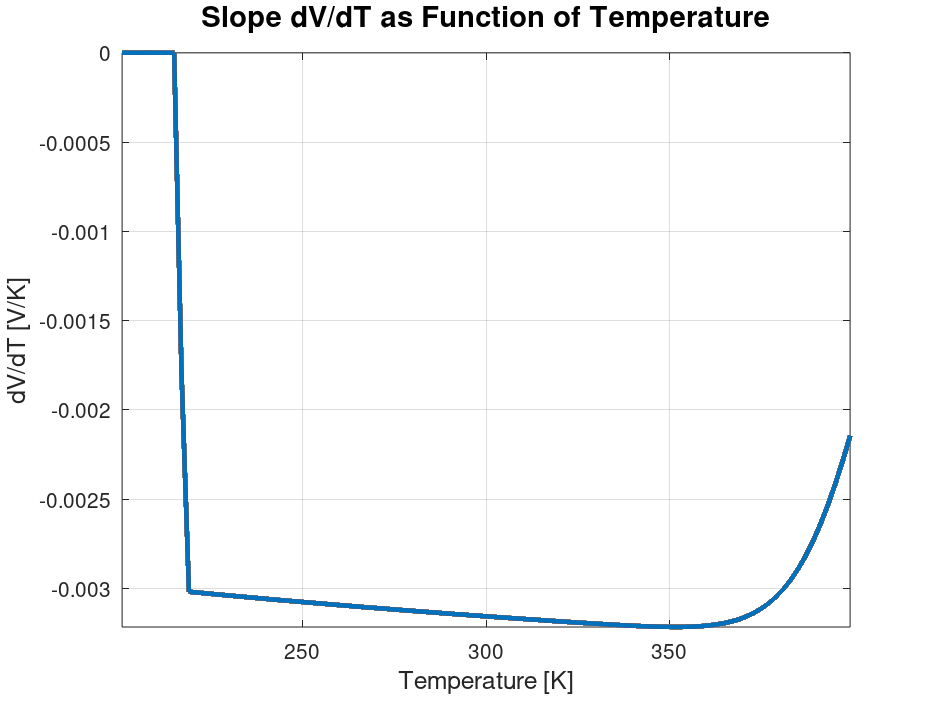 Slope dV/dT as Function of Temperature
0
-0.0005
-0.001
-0.0015
-0.002
-0.0025
-0.003
dV/dT [V/K]
250 300 350
Temperature [K]